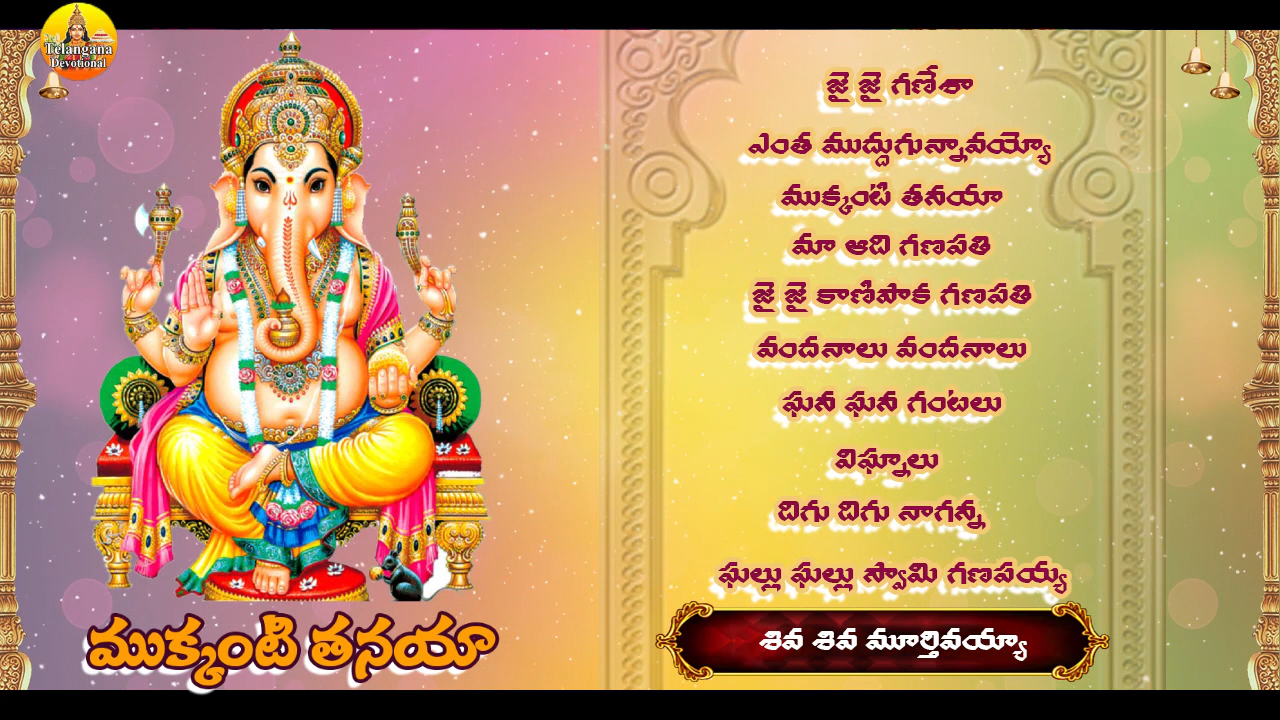 Telangana
Devotional
జై జై గణేశా
ఎంత ముద్దుగున్నావయ్యో
ముక్కంటి తనయా
మా ఆది గణపతి
జై జై కాణిపాక గణపతి
వందనాలు వందనాలు
ఘన ఘన గంటలు
విఘ్నాలు
దిగు దిగు నాగన్న
ఘల్లు ఘల్లు స్వామి గణపయ్య
శివ శివ మూర్తివయ్యా
ముక్కంటి తనయా